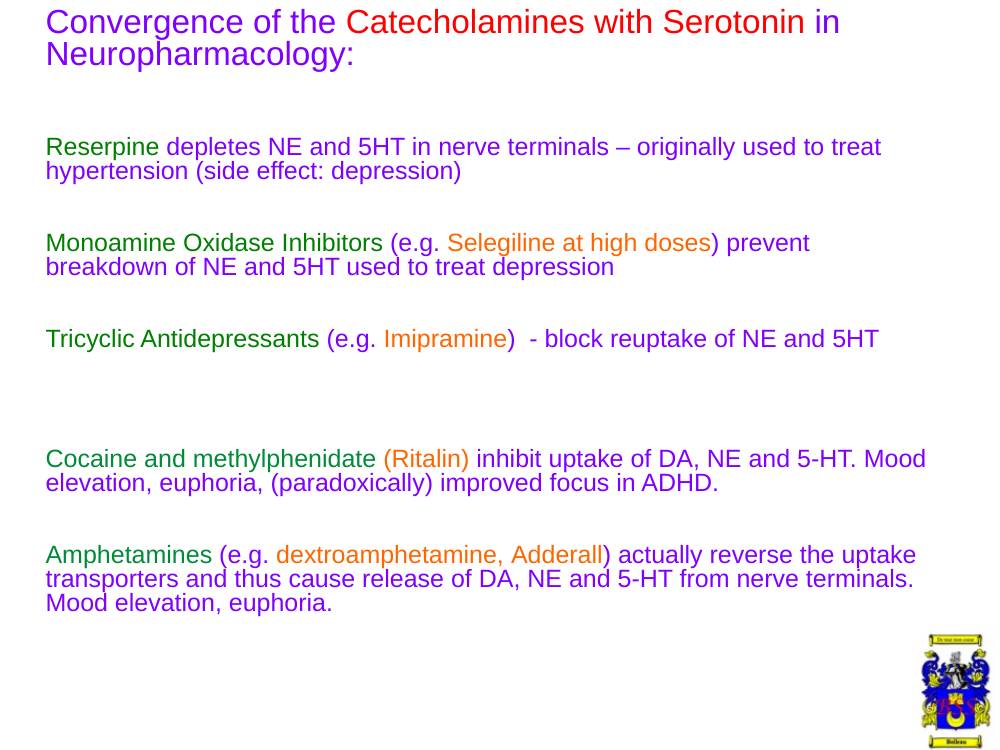 Convergence of the Catecholamines with Serotonin in
Neuropharmacology:
Reserpine depletes NE and 5HT in nerve terminals – originally used to treat
hypertension (side effect: depression)
Monoamine Oxidase Inhibitors (e.g. Selegiline at high doses) prevent
breakdown of NE and 5HT used to treat depression
Tricyclic Antidepressants (e.g. Imipramine)  - block reuptake of NE and 5HT
Cocaine and methylphenidate (Ritalin) inhibit uptake of DA, NE and 5-HT. Mood
elevation, euphoria, (paradoxically) improved focus in ADHD.
Amphetamines (e.g. dextroamphetamine, Adderall) actually reverse the uptake
transporters and thus cause release of DA, NE and 5-HT from nerve terminals.
Mood elevation, euphoria.